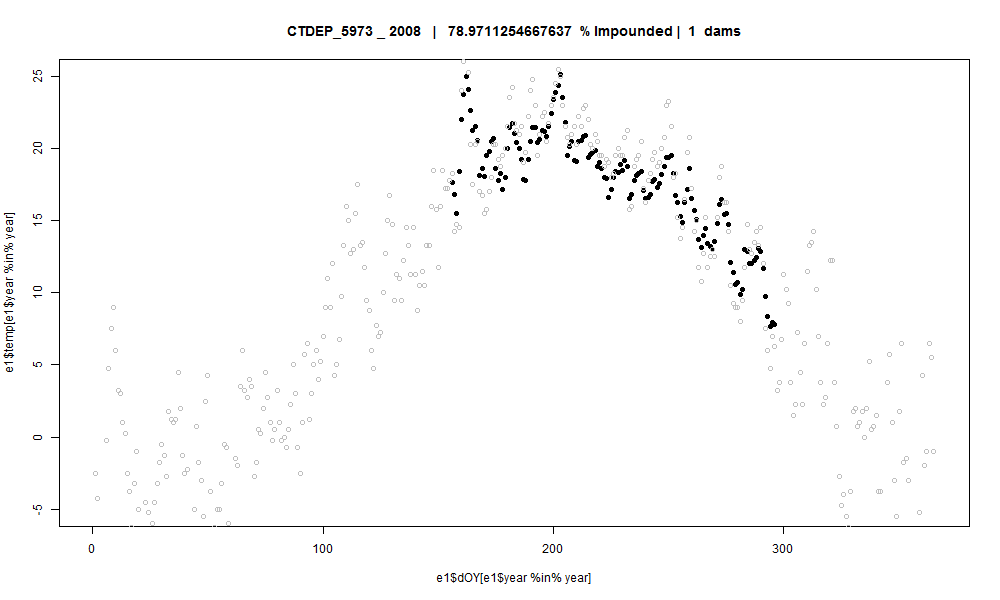 CTDEP_5973 _ 2008 | 78.9711254667637 % Impounded | 1 dams
e1$temp[e1$year %in% year]
25
20
15
10
5
0
-5
0 100 200 300
e1$dOY[e1$year %in% year]